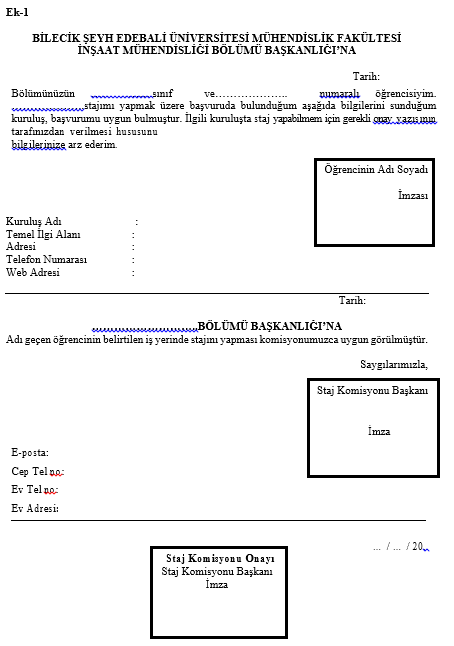 Ek-1
BİLECİK ŞEYH EDEBALİ ÜNİVERSİTESİ MÜHENDİSLİK FAKÜLTESİ
İNŞAAT MÜHENDİSLİĞİ BÖLÜMÜ BAŞKANLIĞI’NA
Tarih:
Bölümünüzün ……………sınıf ve……………….. numaralı öğrencisiyim.
………………stajımı yapmak üzere başvuruda bulunduğum aşağıda bilgilerini sunduğum
kuruluş, başvurumu uygun bulmuştur. İlgili kuruluşta staj yapabilmem için gerekli onay yazısının
tarafınızdan verilmesi hususunu
bilgilerinize arz ederim.
Öğrencinin Adı Soyadı
İmzası
Kuruluş Adı :
Temel İlgi Alanı :
Adresi :
Telefon Numarası :
Web Adresi :
Tarih:
……………………….BÖLÜMÜ BAŞKANLIĞI’NA
Adı geçen öğrencinin belirtilen iş yerinde stajını yapması komisyonumuzca uygun görülmüştür.
Saygılarımızla,
Staj Komisyonu Başkanı
İmza
E-posta:
Cep Tel no:
Ev Tel no:
Ev Adresi:
… / … / 20..
Staj Komisyonu Onayı
Staj Komisyonu Başkanı
İmza